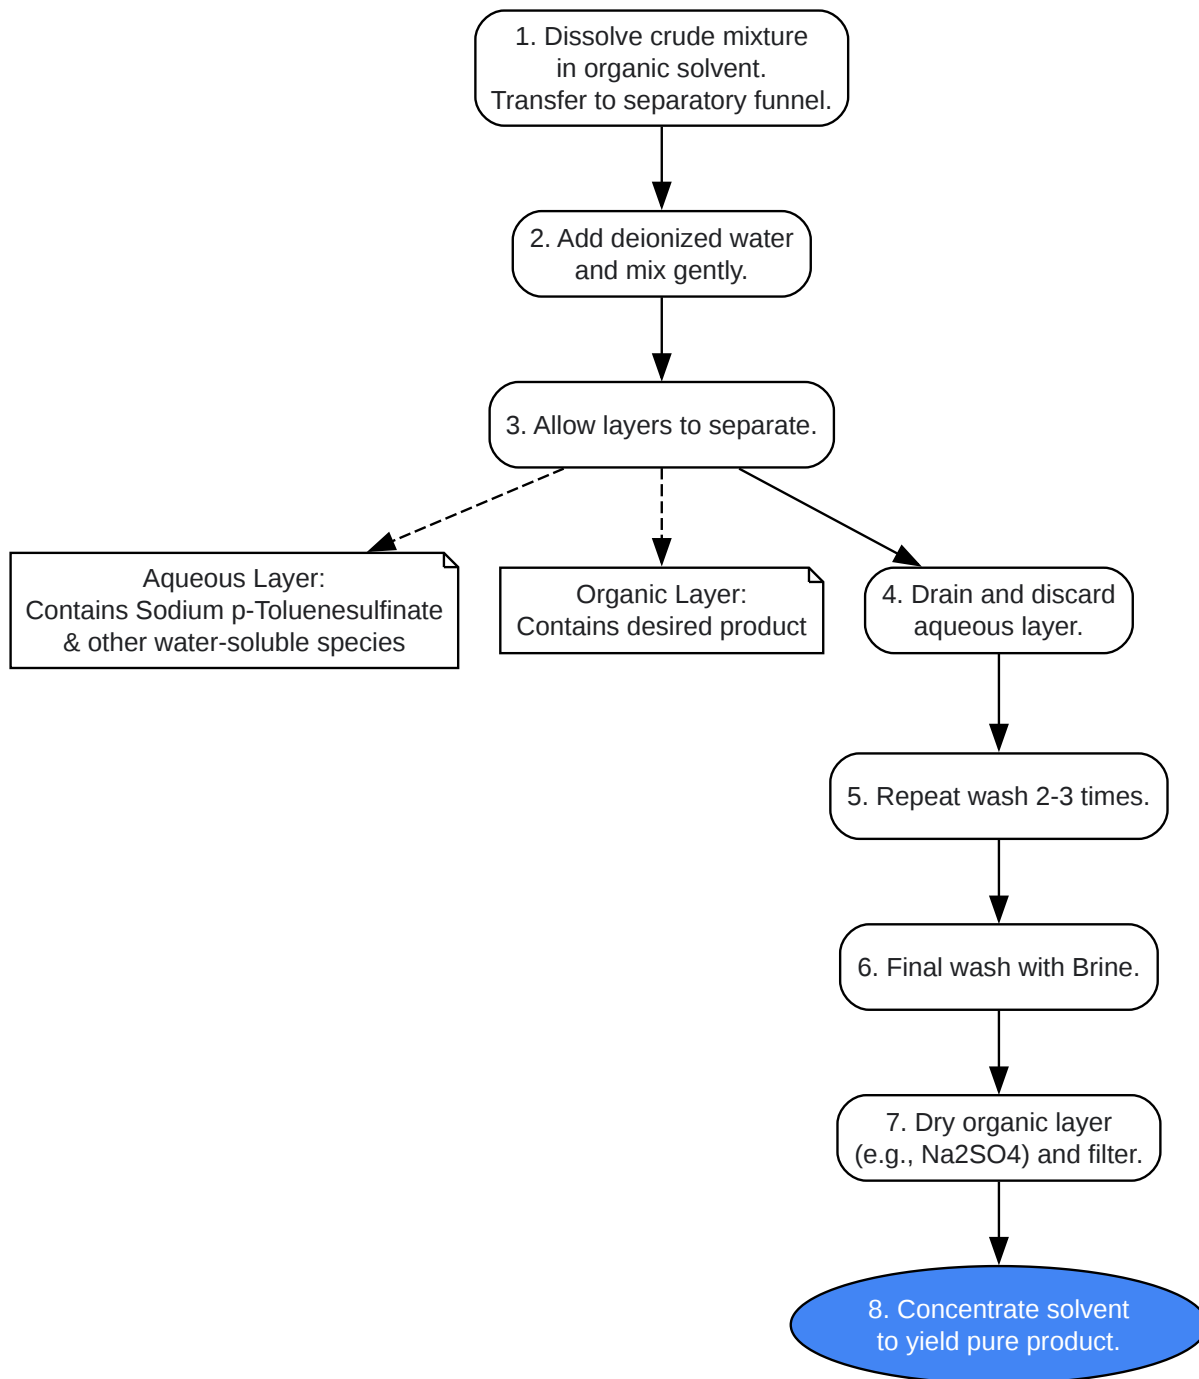 1. Dissolve crude mixture
in organic solvent.
Transfer to separatory funnel.
2. Add deionized water
and mix gently.
3. Allow layers to separate.
Aqueous Layer:
Contains Sodium p-Toluenesulfinate
& other water-soluble species
Organic Layer:
Contains desired product
4. Drain and discard
aqueous layer.
5. Repeat wash 2-3 times.
6. Final wash with Brine.
7. Dry organic layer
(e.g., Na2SO4) and filter.
8. Concentrate solvent
to yield pure product.